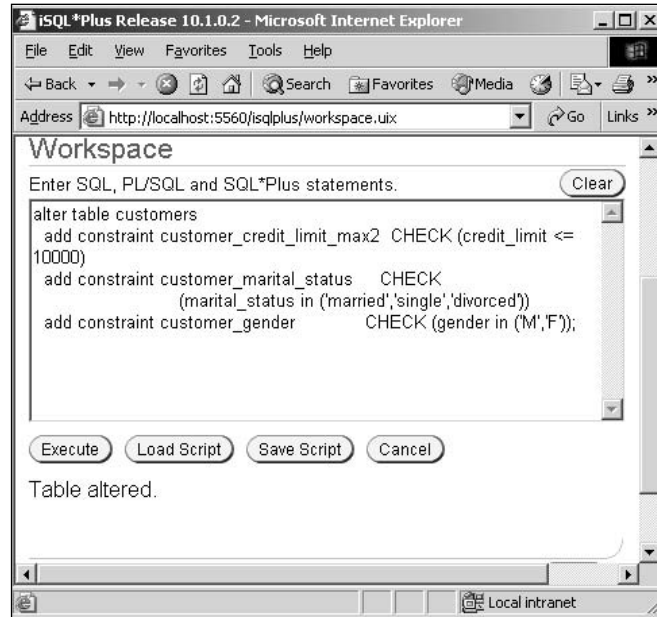 iSQL*Plus Release 10.1.0.2 - Microsoft Internet Explorer
File Edit View Favorites Tools Help
Back Search Favorites Media
Address http://localhost:5560/isqlplus/workspace.uix Go Links »
Workspace
Enter SQL, PL/SQL and SQL*Plus statements. Clear
alter table customers
add constraint customer_credit_limit_max2 CHECK (credit_limit <=
10000)
add constraint customer_marital_status CHECK
(marital_status in ('married','single','divorced'))
add constraint customer_gender CHECK (gender in ('M','F'));
Execute Load Script Save Script Cancel
Table altered.
Local intranet